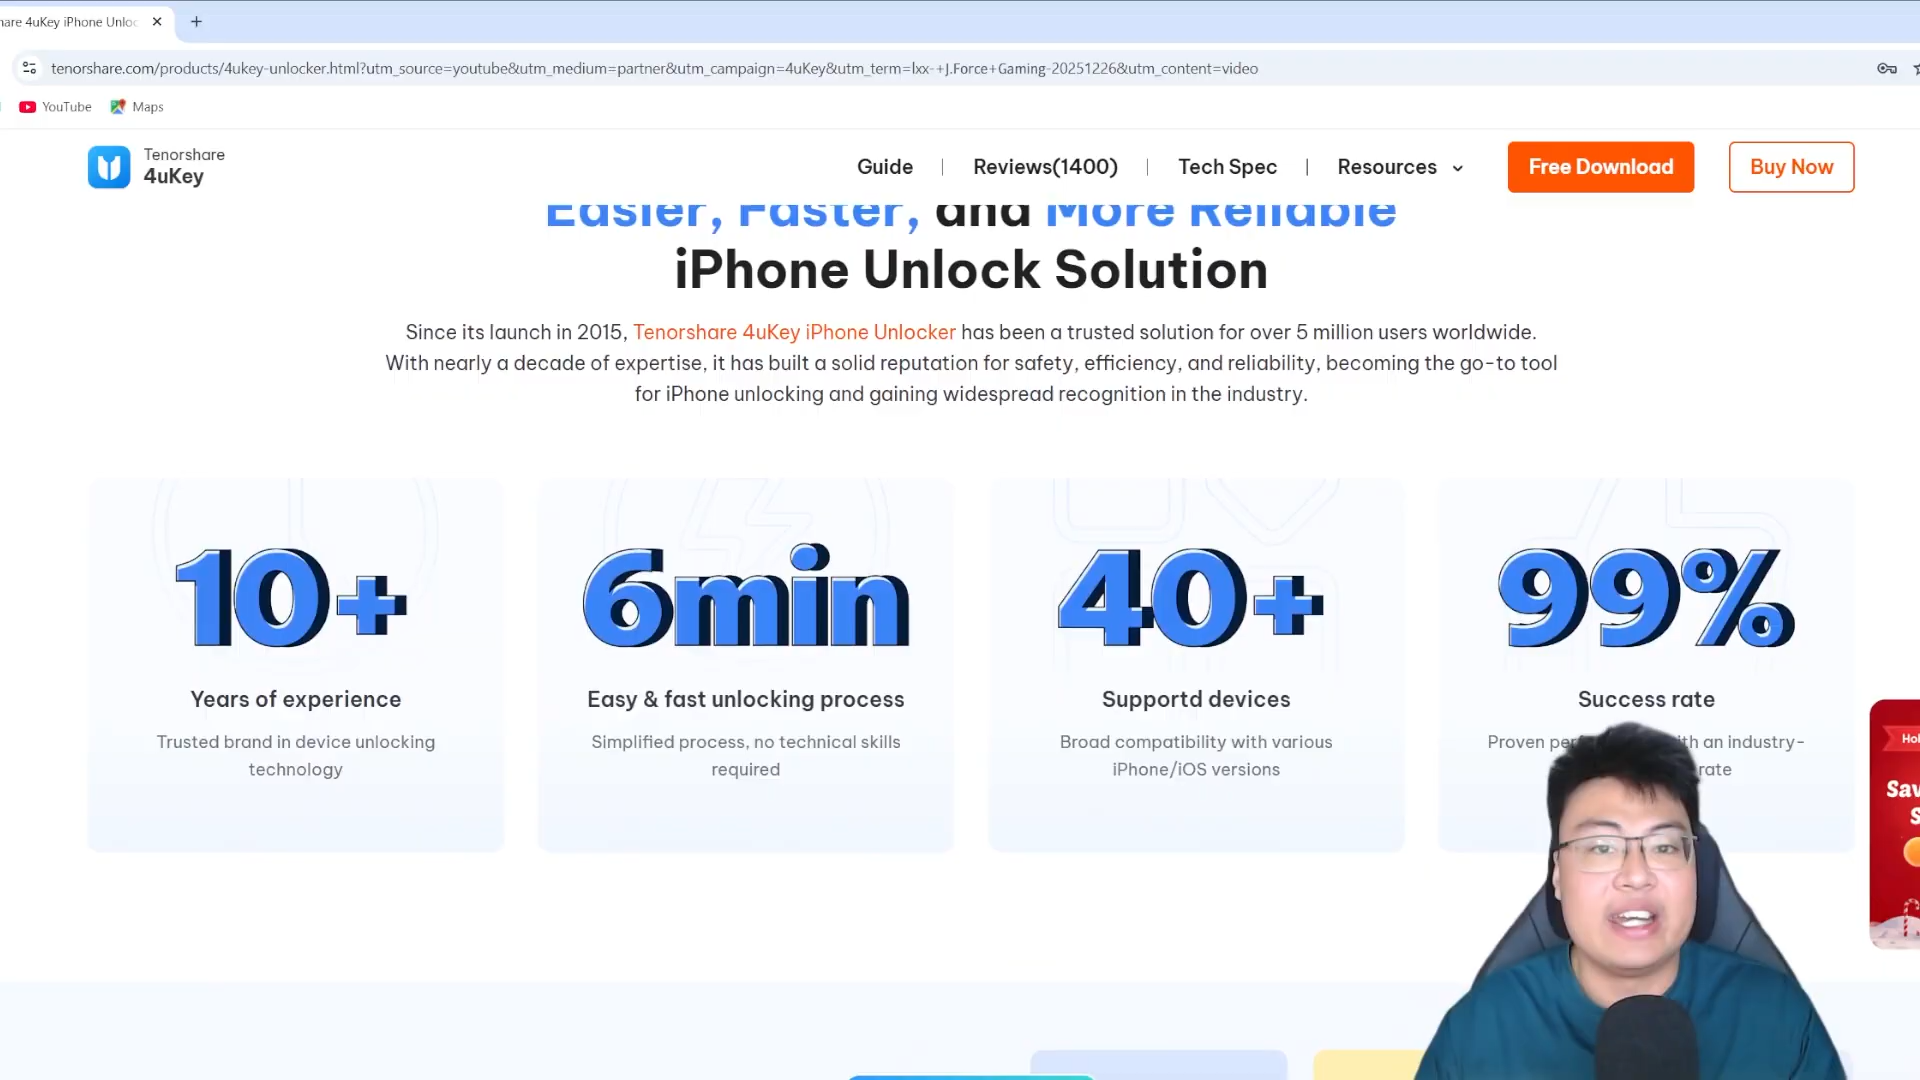 hare 4uKey iPhone Unloc
tenorshare.com/products/4ukey-unlocker.html?utm_source=youtube&utm_medium=partner&utm_campaign=4uKey&utm_term=lxx-+J.Force+Gaming-20251226&utm_content=video
YouTube
Maps
Tenorshare
4uKey
Guide
Reviews(1400)
Tech Spec
Resources
Free Download
Buy Now
Easier, Faster, and More Reliable
iPhone Unlock Solution
Since its launch in 2015, Tenorshare 4uKey iPhone Unlocker has been a trusted solution for over 5 million users worldwide.
With nearly a decade of expertise, it has built a solid reputation for safety, efficiency, and reliability, becoming the go-to tool
for iPhone unlocking and gaining widespread recognition in the industry.
10+
Years of experience
Trusted brand in device unlocking
technology
6min
Easy & fast unlocking process
Simplified process, no technical skills
required
40+
Supportd devices
Broad compatibility with various
iPhone/iOS versions
99%
Success rate
Proven with an industry-
rate
Hol
Sav
S